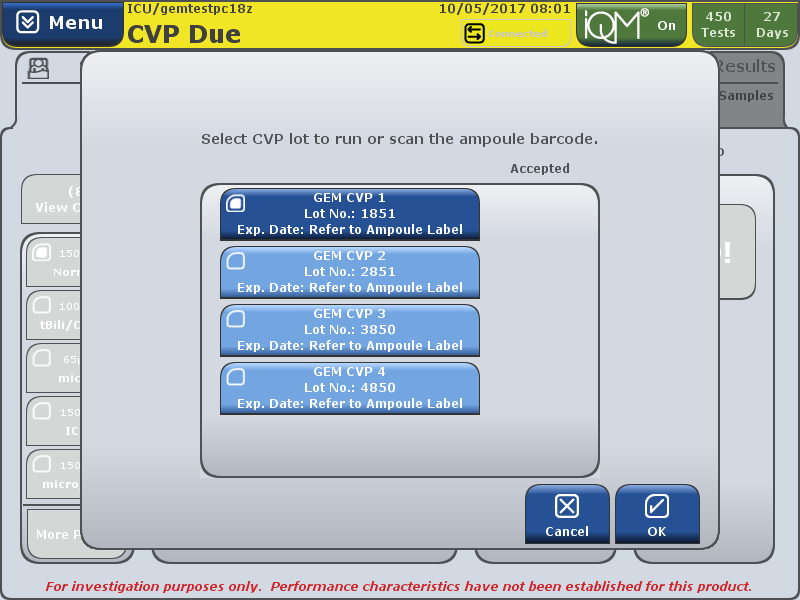 Menu
ICU/gemtestpc18z
10/05/2017 08:01
CVP Due
Connected
iQM® On
450 Tests
27 Days
Results
Samples
Select CVP lot to run or scan the ampoule barcode.
Accepted
GEM CVP 1
Lot No.: 1851
Exp. Date: Refer to Ampoule Label
GEM CVP 2
Lot No.: 2851
Exp. Date: Refer to Ampoule Label
GEM CVP 3
Lot No.: 3850
Exp. Date: Refer to Ampoule Label
GEM CVP 4
Lot No.: 4850
Exp. Date: Refer to Ampoule Label
View
150
100
tBili/
150
IC
150
More
Cancel
OK
For investigation purposes only. Performance characteristics have not been established for this product.